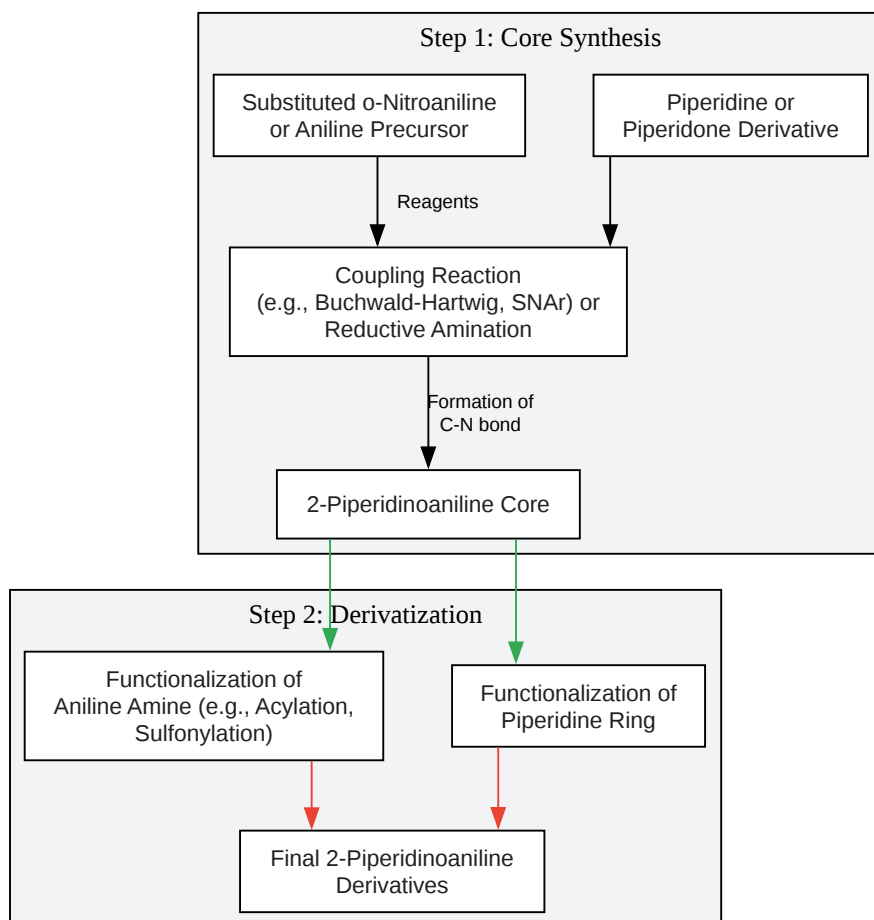 Step 1: Core Synthesis
Substituted o-Nitroaniline
or Aniline Precursor
Piperidine or
Piperidone Derivative
Reagents
Coupling Reaction
(e.g., Buchwald-Hartwig, SNAr) or
Reductive Amination
Formation of
C-N bond
2-Piperidinoaniline Core
Step 2: Derivatization
Functionalization of
Aniline Amine (e.g., Acylation,
Sulfonylation)
Functionalization of
Piperidine Ring
Final 2-Piperidinoaniline
Derivatives